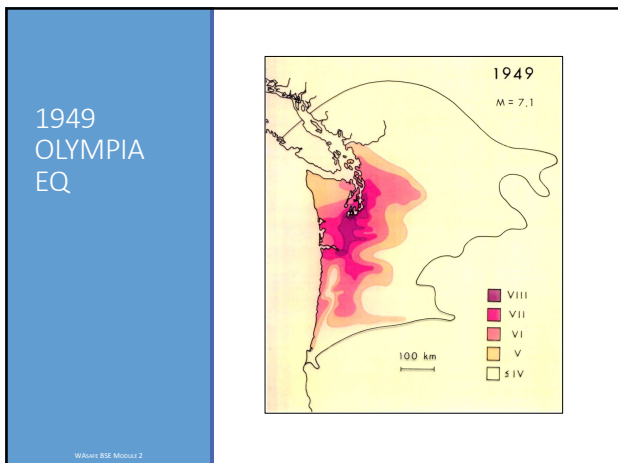 1949
OLYMPIA
EQ
1949
M = 7.1
VIII
VII
VI
V
≤ IV
100 km
WASAFE BSE MODULE 2